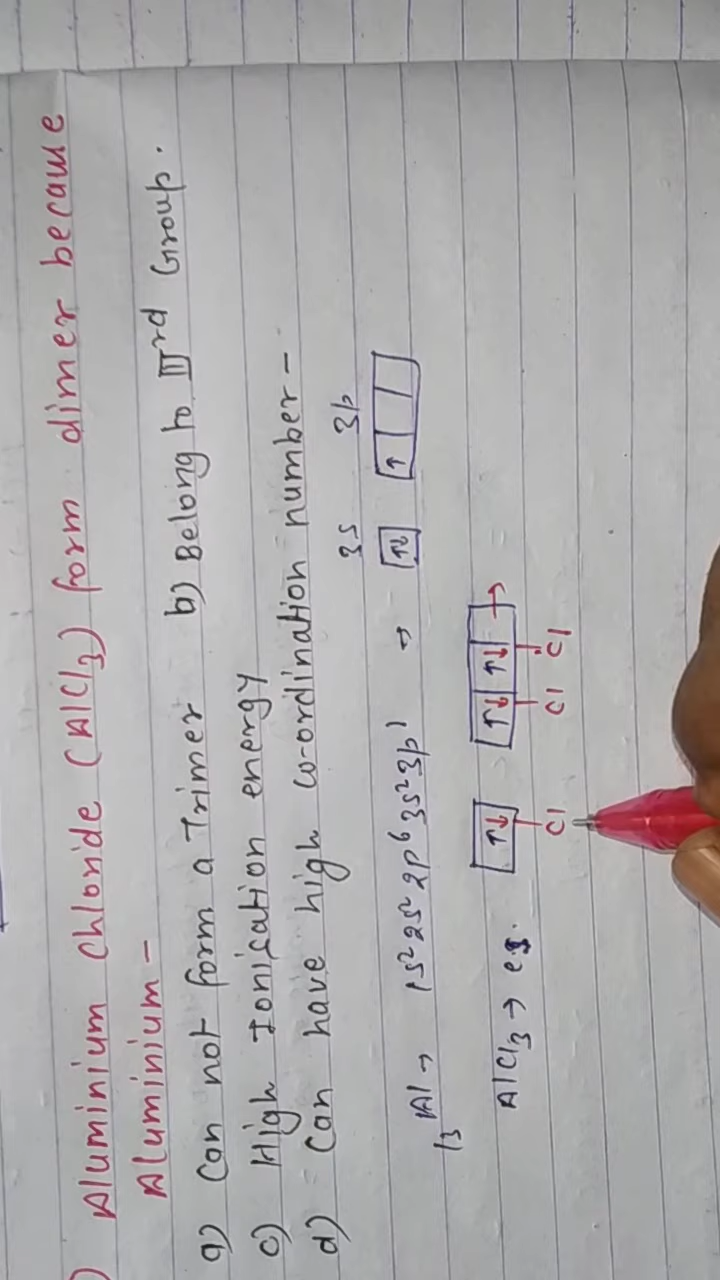 ) Aluminium chloride (AlCl₃) form dimer because
Aluminium –
a) Can not form a Trimer b) Belong to IIIrd Group.
c) High Ionisation energy
d) Can have high co-ordination number –
3s 3p
₁₃Al → 1s² 2s² 2p⁶ 3s² 3p¹ → ↑↓ ↑
AlCl₃ → e.s. ↑↓ ↑↓ ↑↓ →
Cl Cl Cl